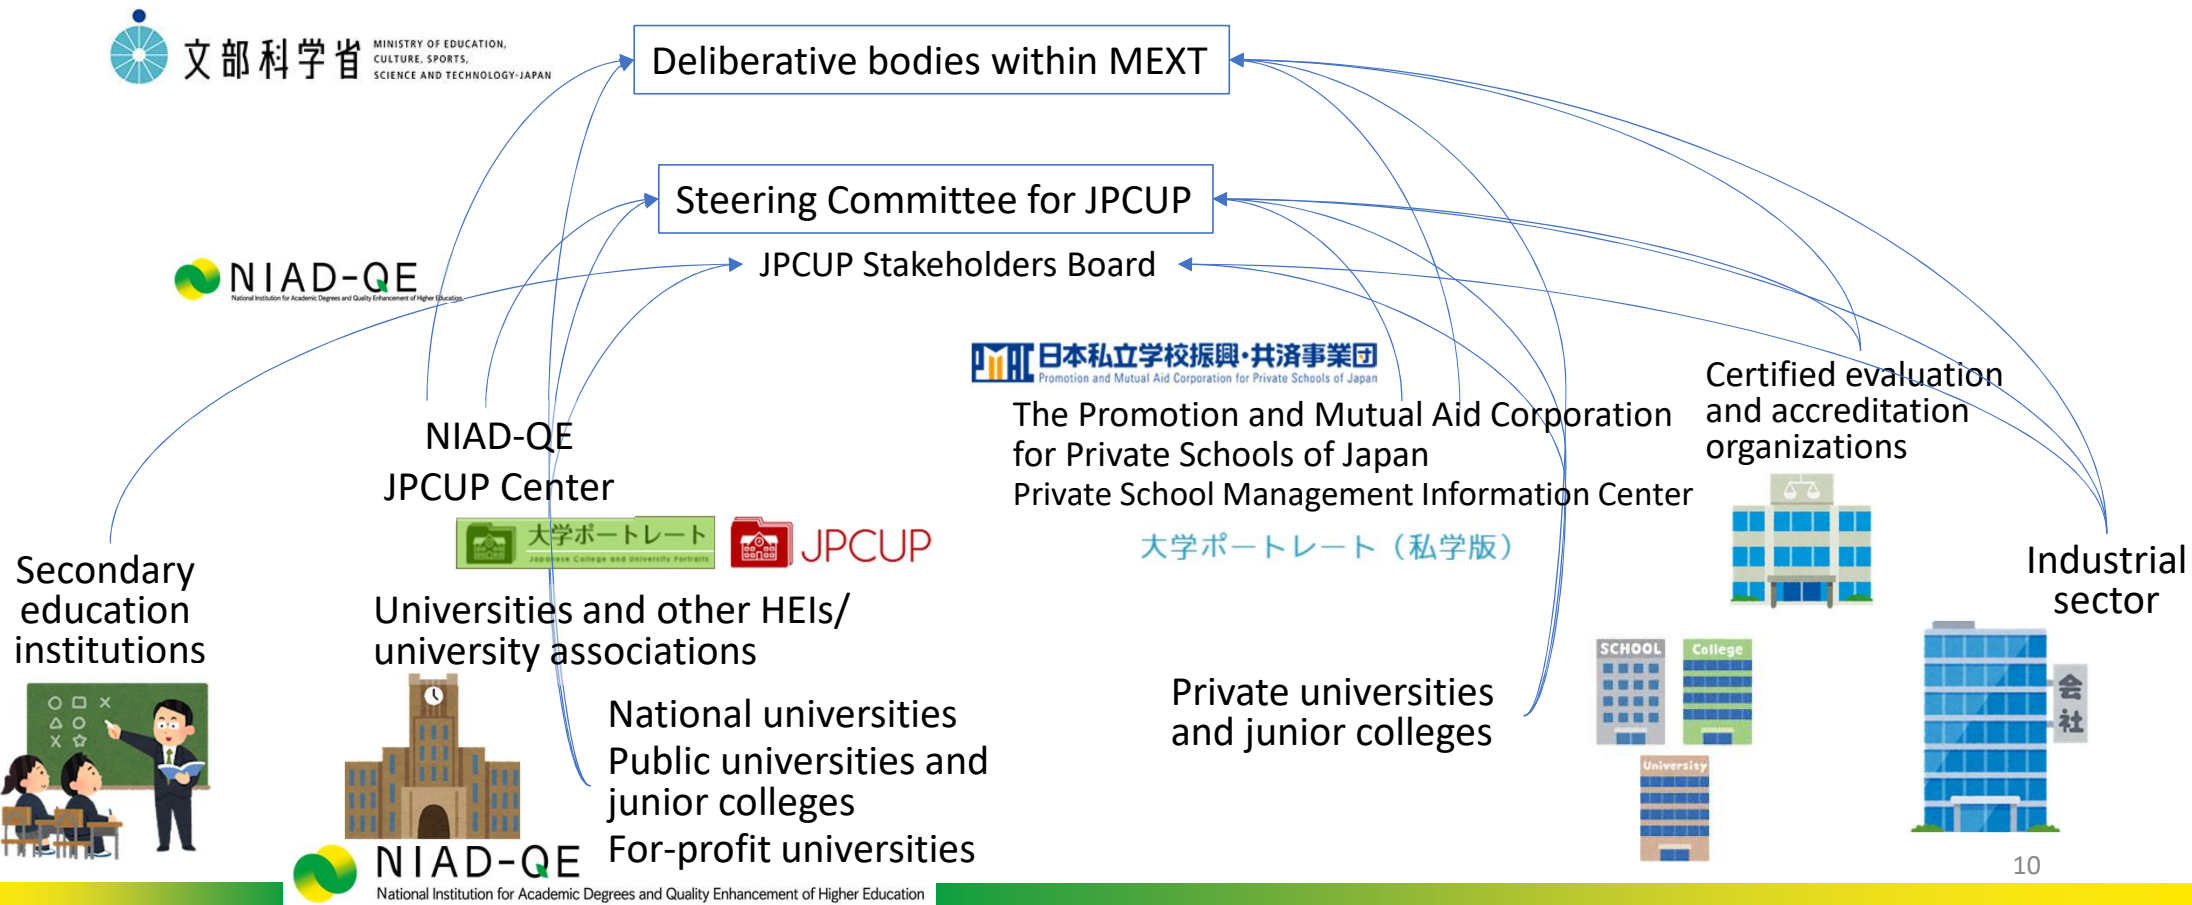 文部科学省
MINISTRY OF EDUCATION,
CULTURE, SPORTS,
SCIENCE AND TECHNOLOGY-JAPAN
Deliberative bodies within MEXT
Steering Committee for JPCUP
JPCUP Stakeholders Board
NIAD-QE
National Institution for Academic Degrees and Quality Enhancement of Higher Education
日本私立学校振興・共済事業団
Promotion and Mutual Aid Corporation for Private Schools of Japan
The Promotion and Mutual Aid Corporation
for Private Schools of Japan
Private School Management Information Center
大学ポートレート（私学版）
Certified evaluation
and accreditation
organizations
NIAD-QE
JPCUP Center
大学ポートレート
Japanese College and University Portraits
JPCUP
Secondary
education
institutions
Universities and other HEIs/
university associations
National universities
Public universities and
junior colleges
For-profit universities
Private universities
and junior colleges
SCHOOL
College
University
Industrial
sector
会社
NIAD-QE
National Institution for Academic Degrees and Quality Enhancement of Higher Education
10